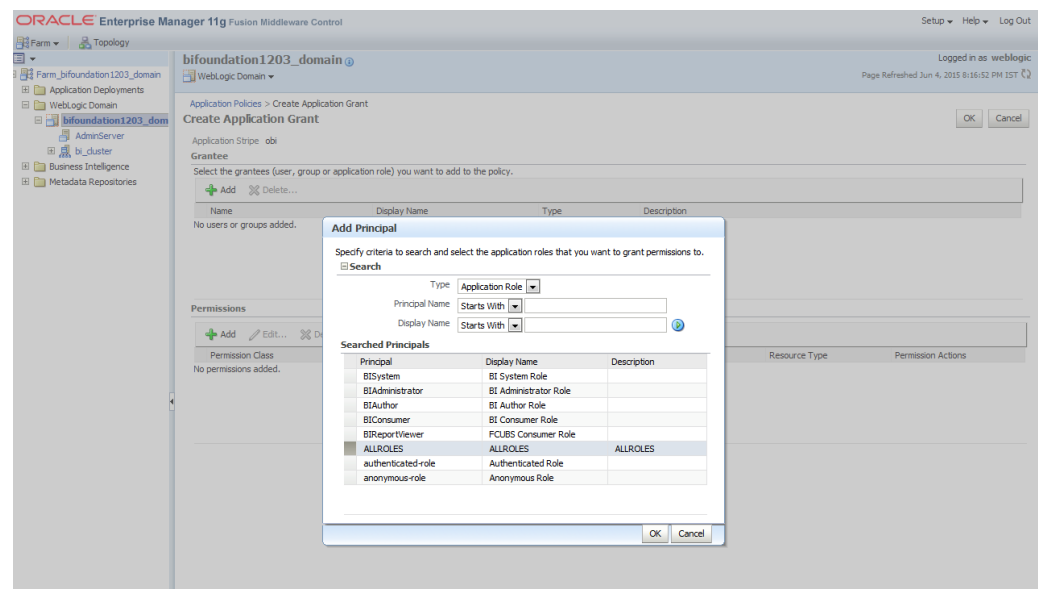 ORACLE Enterprise Manager 11g Fusion Middleware Control
Setup Help Log Out
Farm Topology
Farm_bifoundation1203_domain
Application Deployments
WebLogic Domain
bifoundation1203_dom
AdminServer
bi_cluster
Business Intelligence
Metadata Repositories
bifoundation1203_domain
Logged in as weblogic
WebLogic Domain
Page Refreshed Jun 4, 2015 8:16:52 PM IST
Application Policies > Create Application Grant
Create Application Grant
OK Cancel
Application Stripe obi
Grantee
Select the grantees (user, group or application role) you want to add to the policy.
Add Delete...
Name Display Name Type Description
No users or groups added.
Permissions
Add Edit... De
Permission Class Resource Type Permission Actions
No permissions added.
Add Principal
Specify criteria to search and select the application roles that you want to grant permissions to.
Search
Type Application Role
Principal Name Starts With
Display Name Starts With
Searched Principals
Principal Display Name Description
BISystem BI System Role
BIAdministrator BI Administrator Role
BIAuthor BI Author Role
BIConsumer BI Consumer Role
BIReportViewer FCUBS Consumer Role
ALLROLES ALLROLES ALLROLES
authenticated-role Authenticated Role
anonymous-role Anonymous Role
OK Cancel